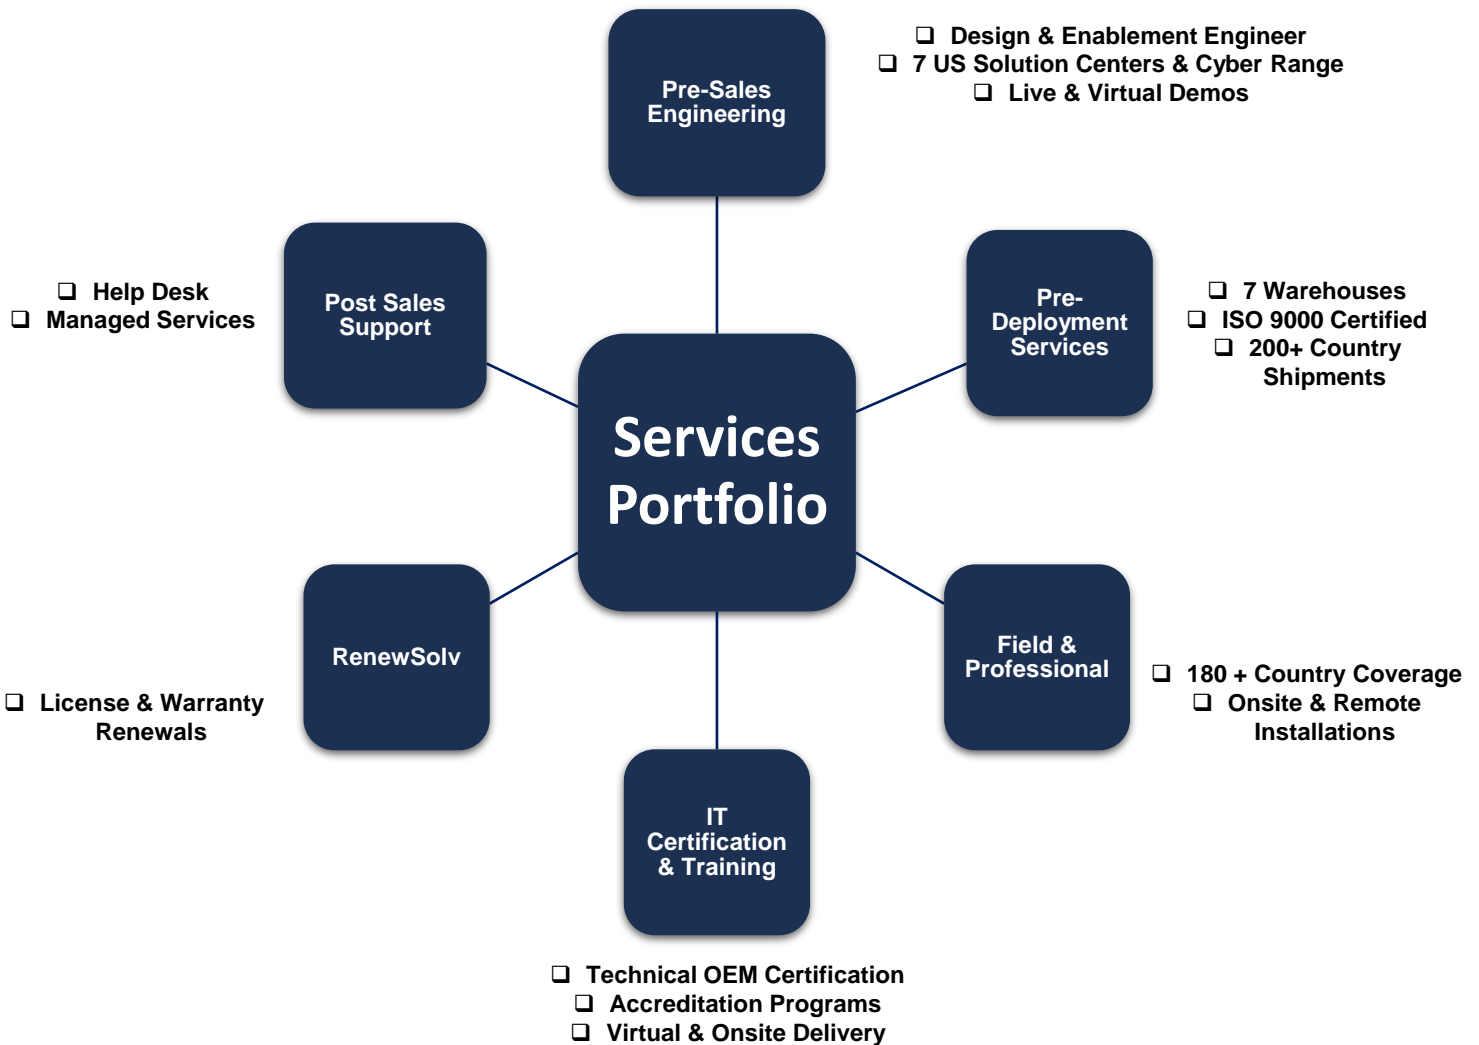 Pre-Sales
Engineering
❑ Design & Enablement Engineer
❑ 7 US Solution Centers & Cyber Range
❑ Live & Virtual Demos
❑ Help Desk
❑ Managed Services
Post Sales
Support
Pre-
Deployment
Services
❑ 7 Warehouses
❑ ISO 9000 Certified
❑ 200+ Country
Shipments
Services
Portfolio
RenewSolv
❑ License & Warranty
Renewals
Field &
Professional
❑ 180 + Country Coverage
❑ Onsite & Remote
Installations
IT
Certification
& Training
❑ Technical OEM Certification
❑ Accreditation Programs
❑ Virtual & Onsite Delivery